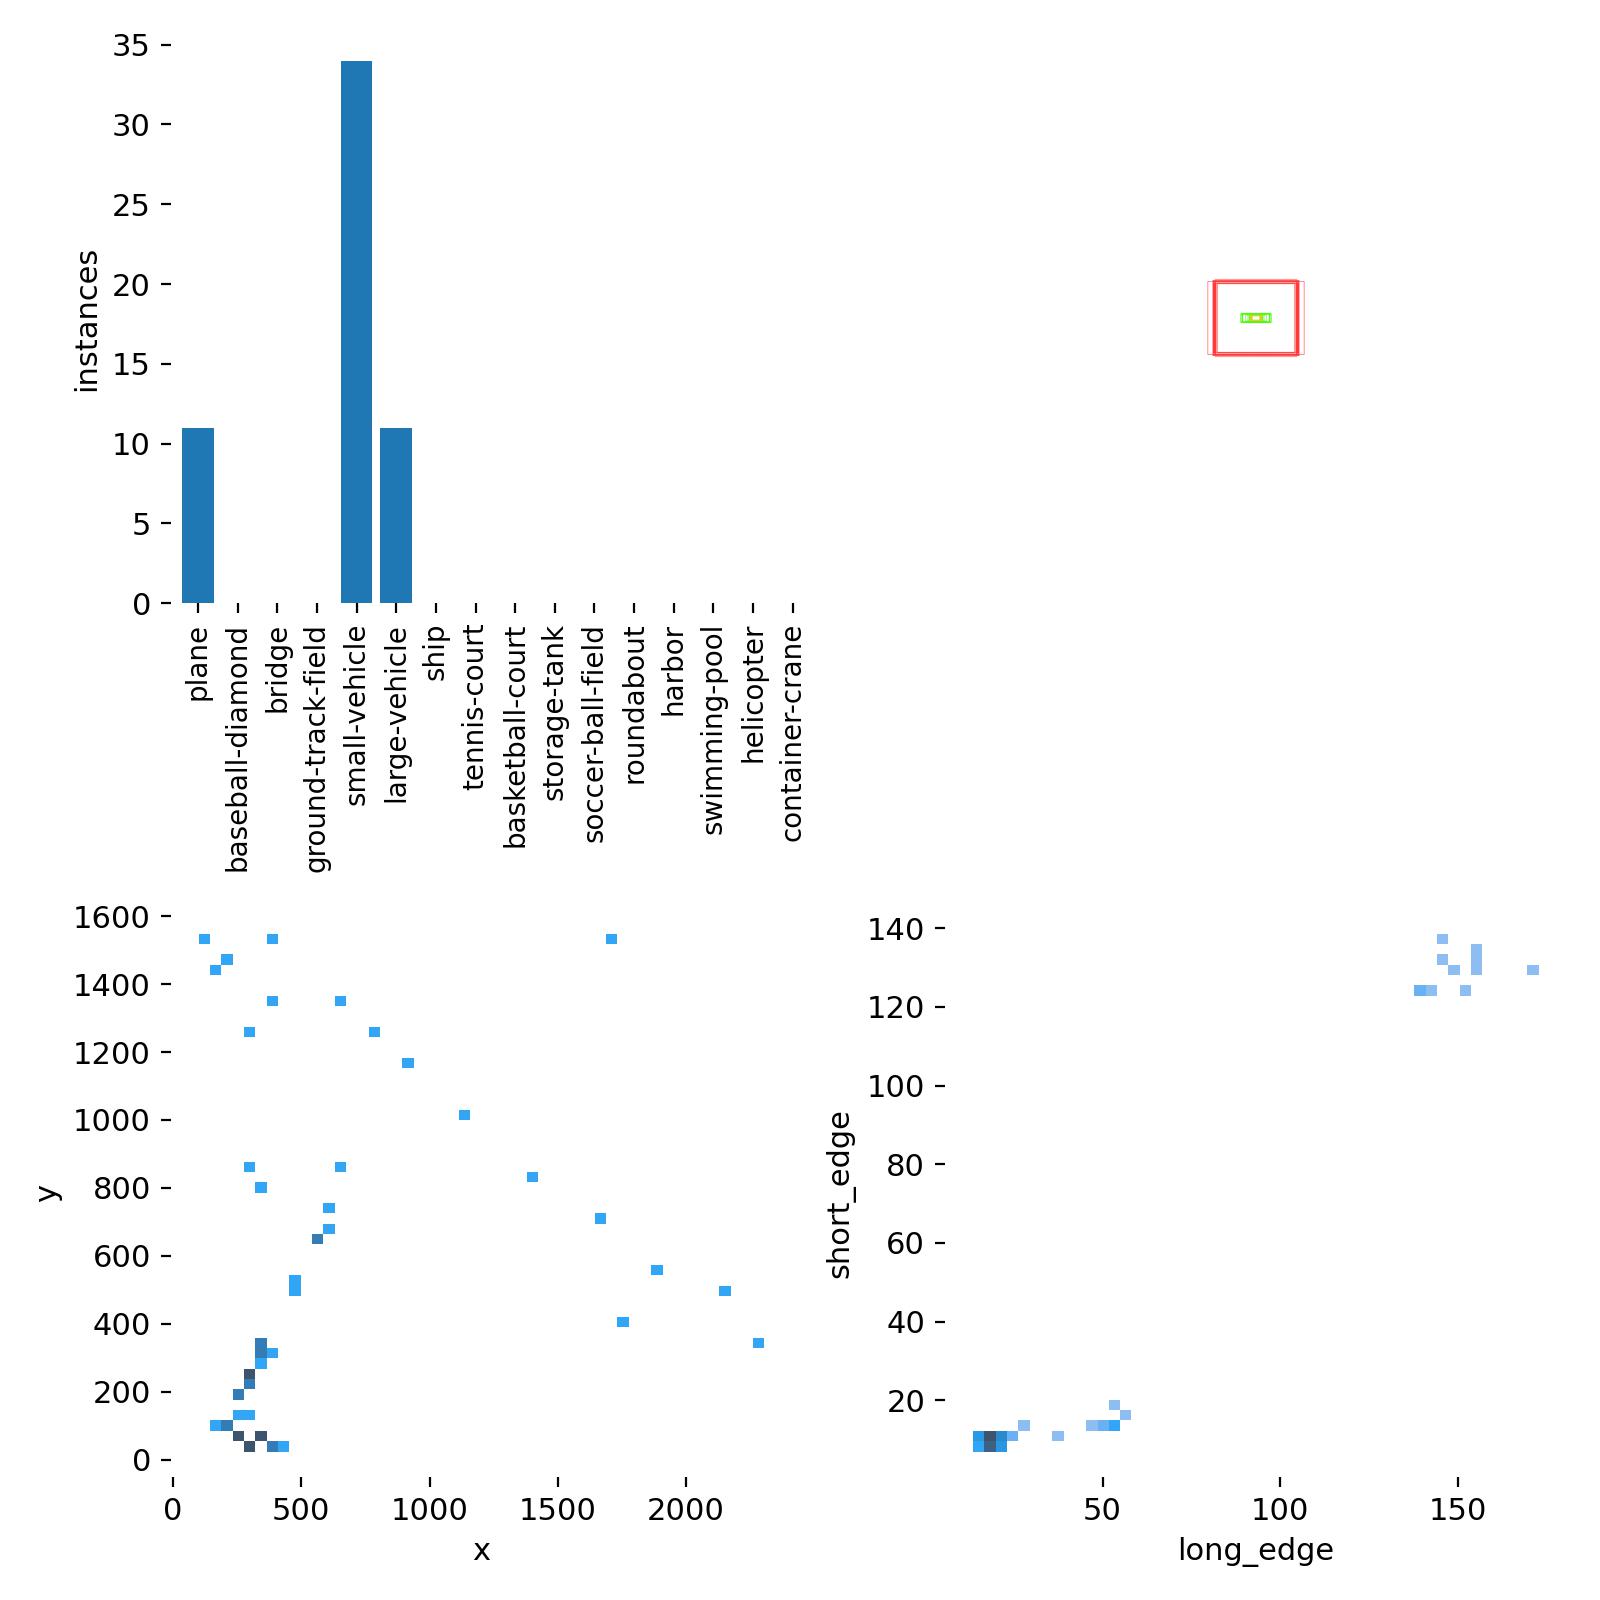 35
30
25
20
15
10
5
0
instances
plane
baseball-diamond
bridge
ground-track-field
small-vehicle
large-vehicle
ship
tennis-court
basketball-court
storage-tank
soccer-ball-field
roundabout
harbor
swimming-pool
helicopter
container-crane
1600
1400
1200
1000
800
600
400
200
0
y
0 500 1000 1500 2000
x
140
120
100
80
60
40
20
short_edge
50 100 150
long_edge